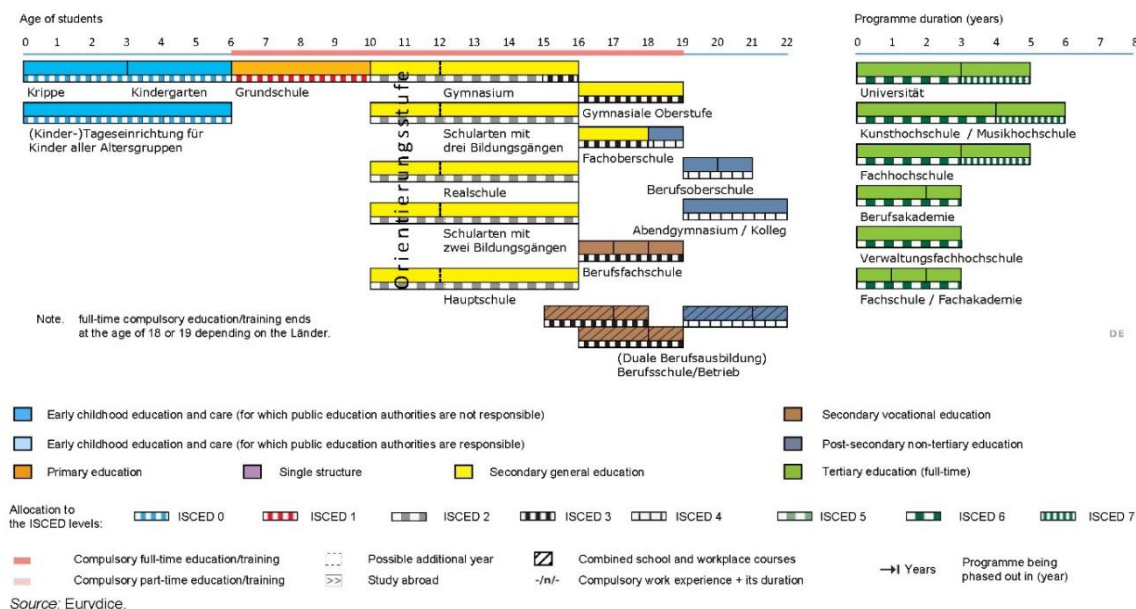 Age of students
Programme duration (years)
0 1 2 3 4 5 6 7 8 9 10 11 12 13 14 15 16 17 18 19 20 21 22
0 1 2 3 4 5 6 7 8
Krippe
Kindergarten
Grundschule
Gymnasium
Universität
Gymnasiale Oberstufe
(Kinder-)Tageseinrichtung für
Kinder aller Altersgruppen
Orientierungsstufe
Schularten mit
drei Bildungsgängen
Kunsthochschule / Musikhochschule
Fachoberschule
Fachhochschule
Realschule
Berufsoberschule
Berufsakademie
Schularten mit
zwei Bildungsgängen
Abendgymnasium / Kolleg
Verwaltungsfachhochschule
Berufsfachschule
Hauptschule
Fachschule / Fachakademie
Note. full-time compulsory education/training ends
at the age of 18 or 19 depending on the Länder.
DE
(Duale Berufsausbildung)
Berufsschule/Betrieb
Early childhood education and care (for which public education authorities are not responsible)
Secondary vocational education
Early childhood education and care (for which public education authorities are responsible)
Post-secondary non-tertiary education
Primary education
Single structure
Secondary general education
Tertiary education (full-time)
Allocation to
the ISCED levels:
ISCED 0
ISCED 1
ISCED 2
ISCED 3
ISCED 4
ISCED 5
ISCED 6
ISCED 7
Compulsory full-time education/training
Possible additional year
Combined school and workplace courses
Years
Programme being
phased out in (year)
Compulsory part-time education/training
>> Study abroad
-/n/- Compulsory work experience + its duration
Source: Eurydice.